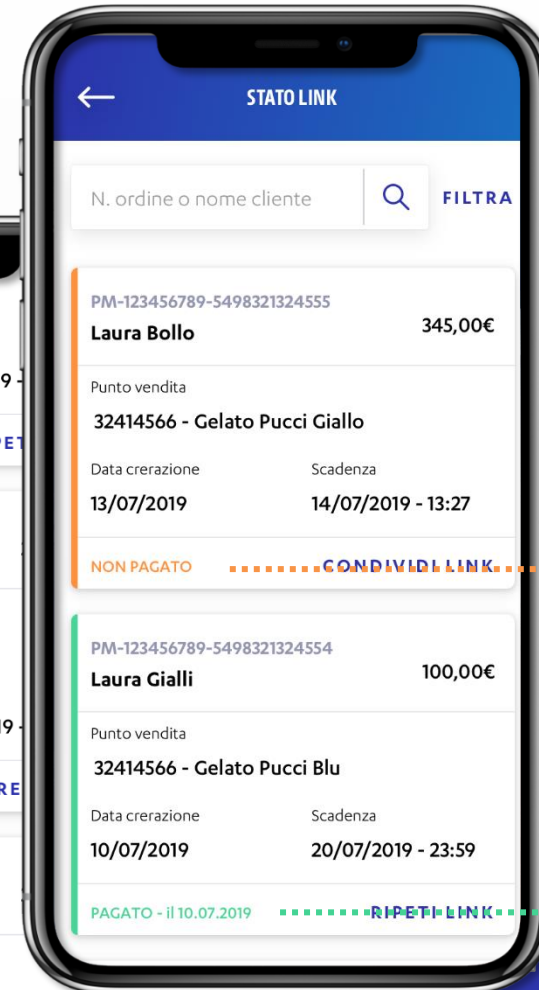 STATO LINK
N. ordine o nome cliente
FILTRA
PM-123456789-5498321324555
Laura Bollo 345,00€
Punto vendita
32414566 - Gelato Pucci Giallo
Data crerazione Scadenza
13/07/2019 14/07/2019 - 13:27
NON PAGATO CONDIVIDI LINK
PM-123456789-5498321324554
Laura Gialli 100,00€
Punto vendita
32414566 - Gelato Pucci Blu
Data crerazione Scadenza
10/07/2019 20/07/2019 - 23:59
PAGATO - il 10.07.2019 RIPETI LINK